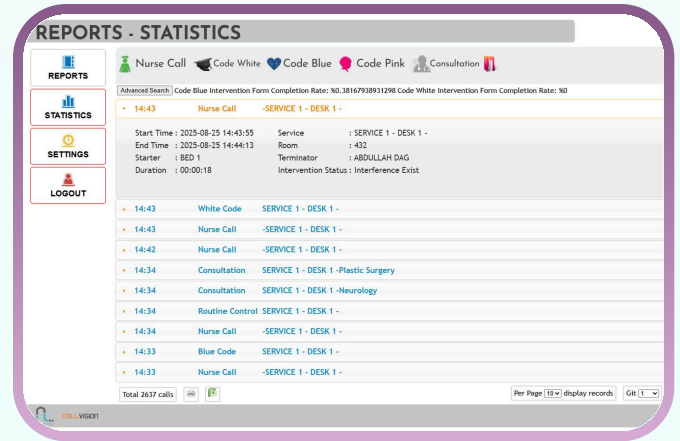 REPORTS - STATISTICS
REPORTS
STATISTICS
SETTINGS
LOGOUT
Nurse Call Code White Code Blue Code Pink Consultation
Advanced Search Code Blue Intervention Form Completion Rate: %0.38167938931298 Code White Intervention Form Completion Rate: %0
14:43 Nurse Call -SERVICE 1 - DESK 1 -
Start Time : 2025-08-25 14:43:55 Service : SERVICE 1 - DESK 1 -
End Time : 2025-08-25 14:44:13 Room : 432
Starter : BED 1 Terminator : ABDULLAH DAG
Duration : 00:00:18 Intervention Status : Interference Exist
14:43 White Code SERVICE 1 - DESK 1 -
14:43 Nurse Call -SERVICE 1 - DESK 1 -
14:42 Nurse Call -SERVICE 1 - DESK 1 -
14:34 Consultation SERVICE 1 - DESK 1 -Plastic Surgery
14:34 Consultation SERVICE 1 - DESK 1 -Neurology
14:34 Routine Control SERVICE 1 - DESK 1 -
14:34 Nurse Call -SERVICE 1 - DESK 1 -
14:33 Blue Code SERVICE 1 - DESK 1 -
14:33 Nurse Call -SERVICE 1 - DESK 1 -
Total 2637 calls Per Page 10 display records Git 1
CALLVISION